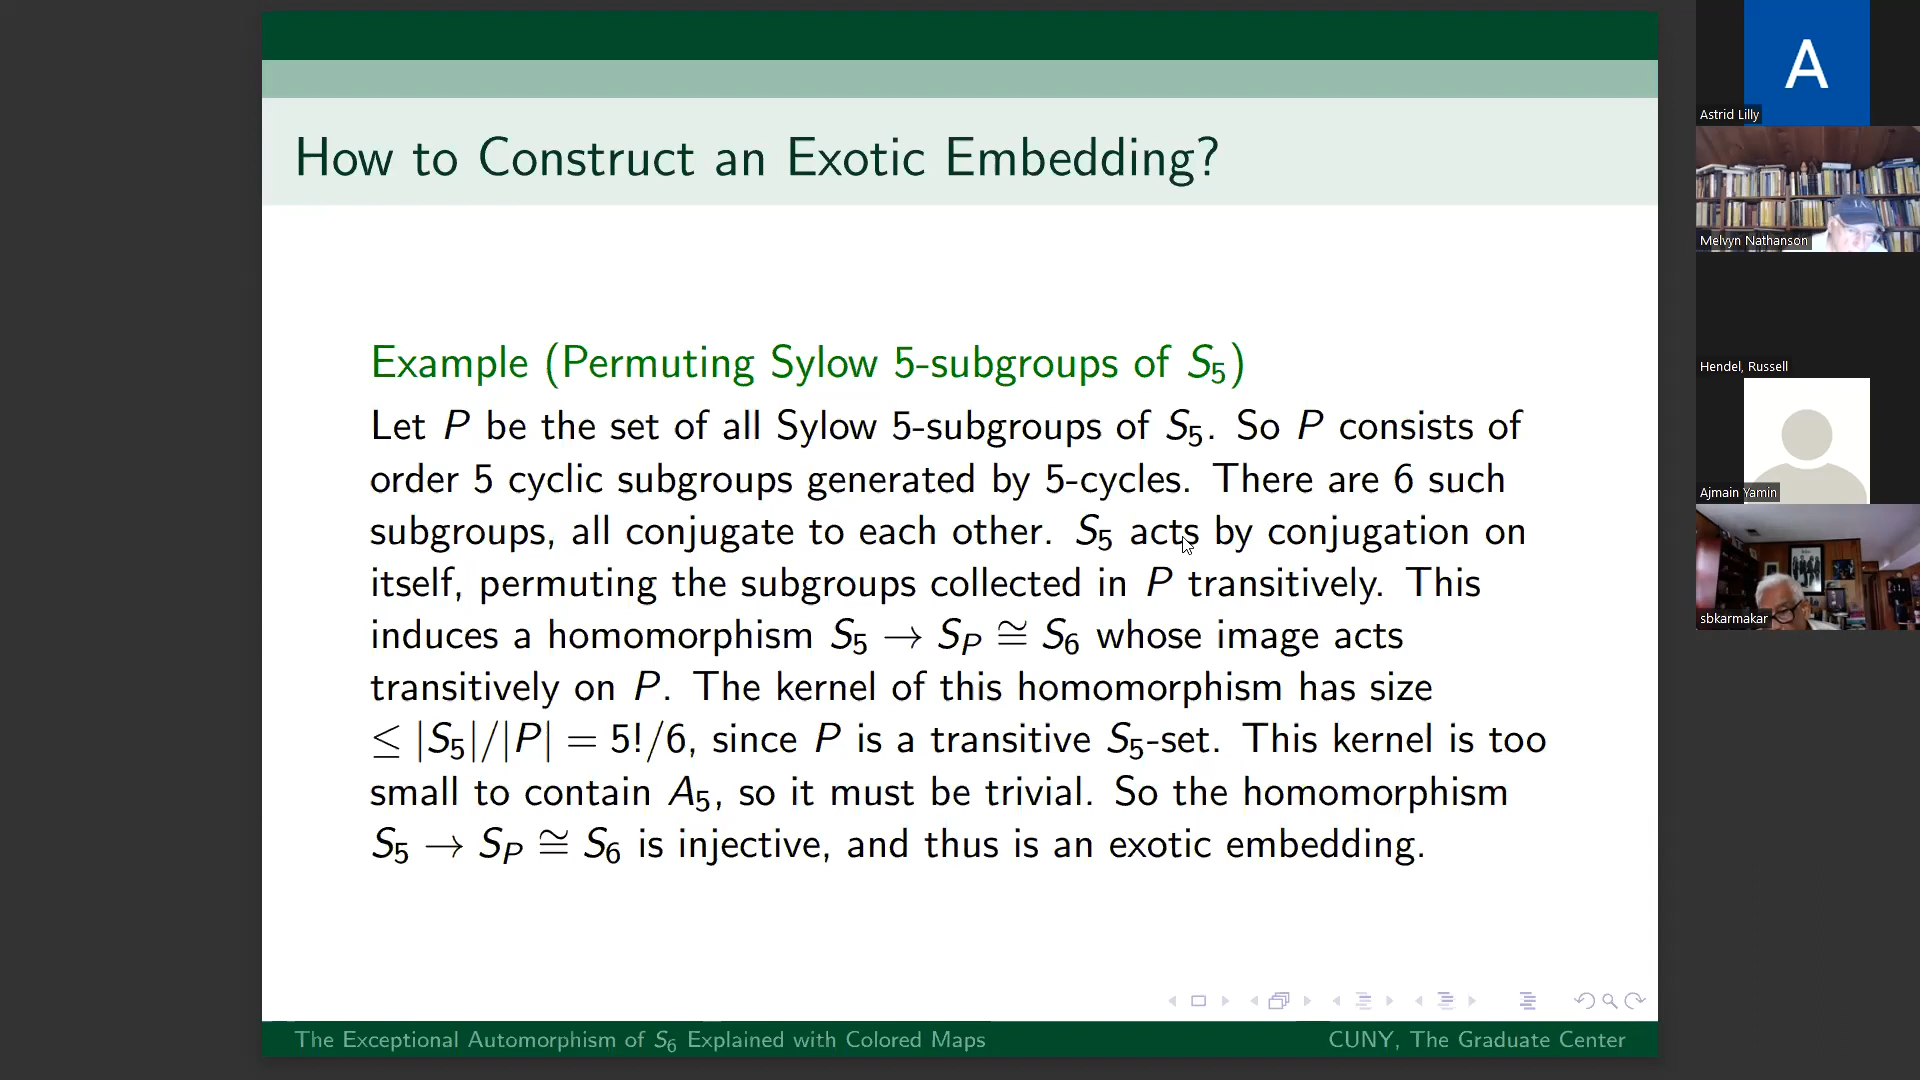 How to Construct an Exotic Embedding?
Example (Permuting Sylow 5-subgroups of S₅)
Let P be the set of all Sylow 5-subgroups of S₅. So P consists of
order 5 cyclic subgroups generated by 5-cycles. There are 6 such
subgroups, all conjugate to each other. S₅ acts by conjugation on
itself, permuting the subgroups collected in P transitively. This
induces a homomorphism S₅ → S_P ≅ S₆ whose image acts
transitively on P. The kernel of this homomorphism has size
≤ |S₅|/|P| = 5!/6, since P is a transitive S₅-set. This kernel is too
small to contain A₅, so it must be trivial. So the homomorphism
S₅ → S_P ≅ S₆ is injective, and thus is an exotic embedding.
The Exceptional Automorphism of S₆ Explained with Colored Maps
CUNY, The Graduate Center
A
Astrid Lilly
Melvyn Nathanson
Hendel, Russell
Ajmain Yamin
sbkarmakar